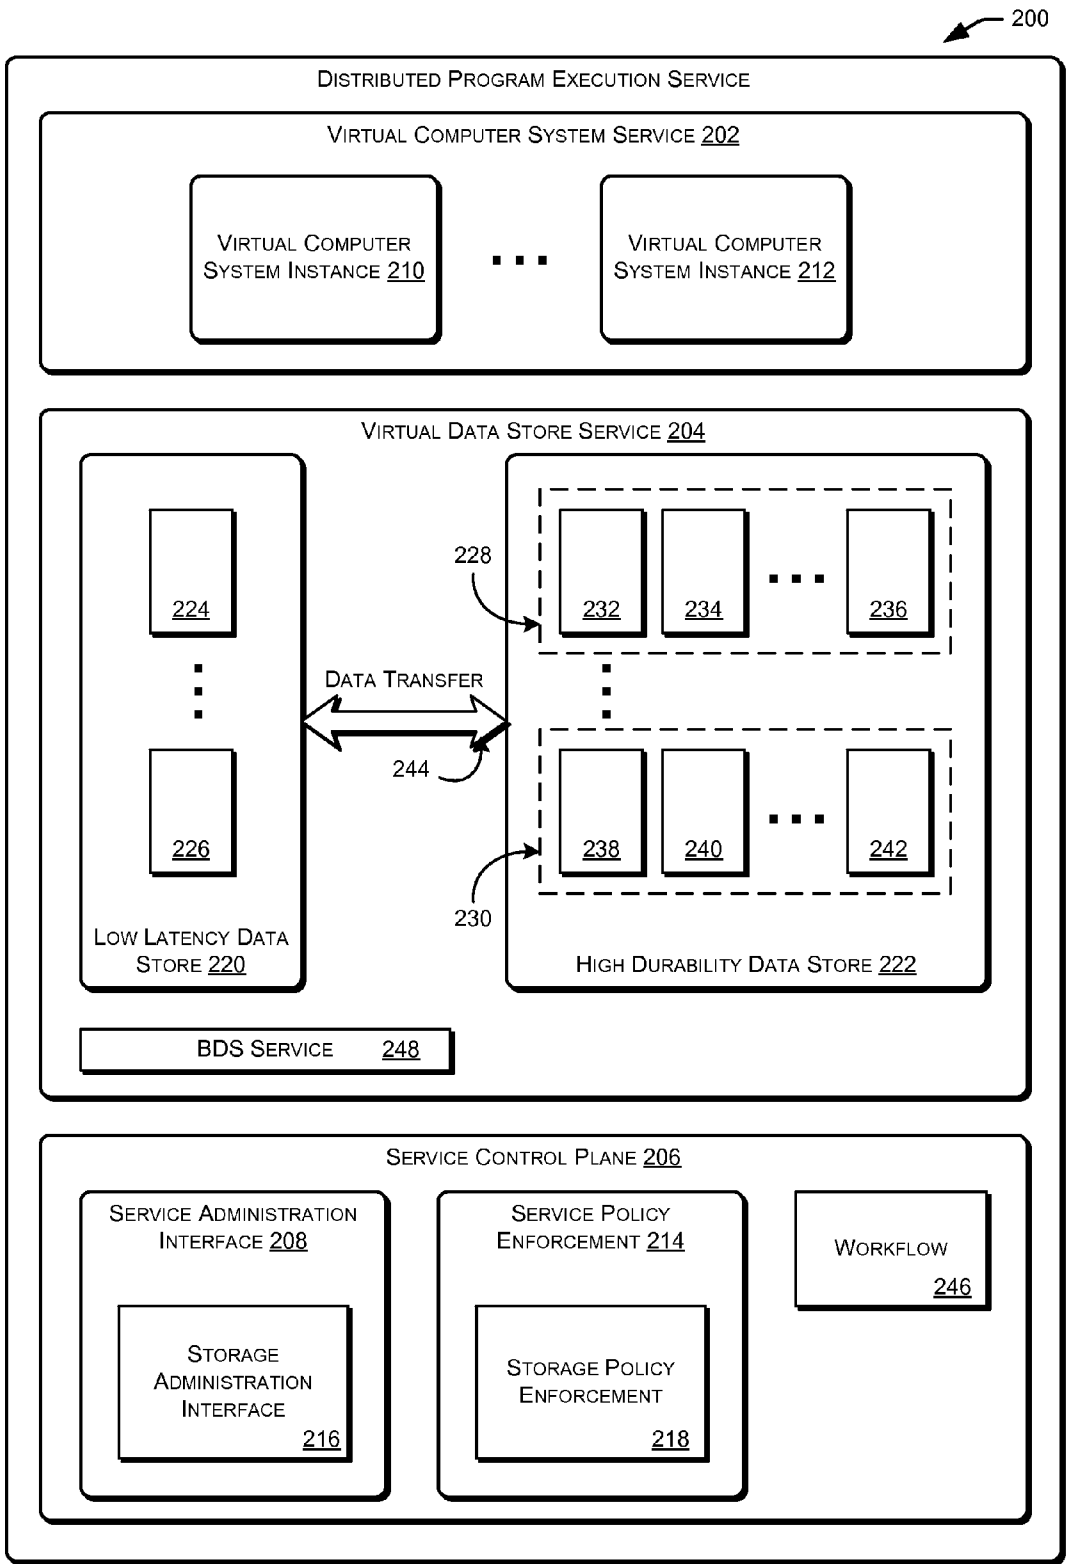 200
DISTRIBUTED PROGRAM EXECUTION SERVICE
VIRTUAL COMPUTER SYSTEM SERVICE 202
VIRTUAL COMPUTER
SYSTEM INSTANCE 210
VIRTUAL COMPUTER
SYSTEM INSTANCE 212
VIRTUAL DATA STORE SERVICE 204
224
226
LOW LATENCY DATA
STORE 220
DATA TRANSFER
244
228
232
234
236
230
238
240
242
HIGH DURABILITY DATA STORE 222
BDS SERVICE 248
SERVICE CONTROL PLANE 206
SERVICE ADMINISTRATION
INTERFACE 208
STORAGE
ADMINISTRATION
INTERFACE
216
SERVICE POLICY
ENFORCEMENT 214
STORAGE POLICY
ENFORCEMENT
218
WORKFLOW
246